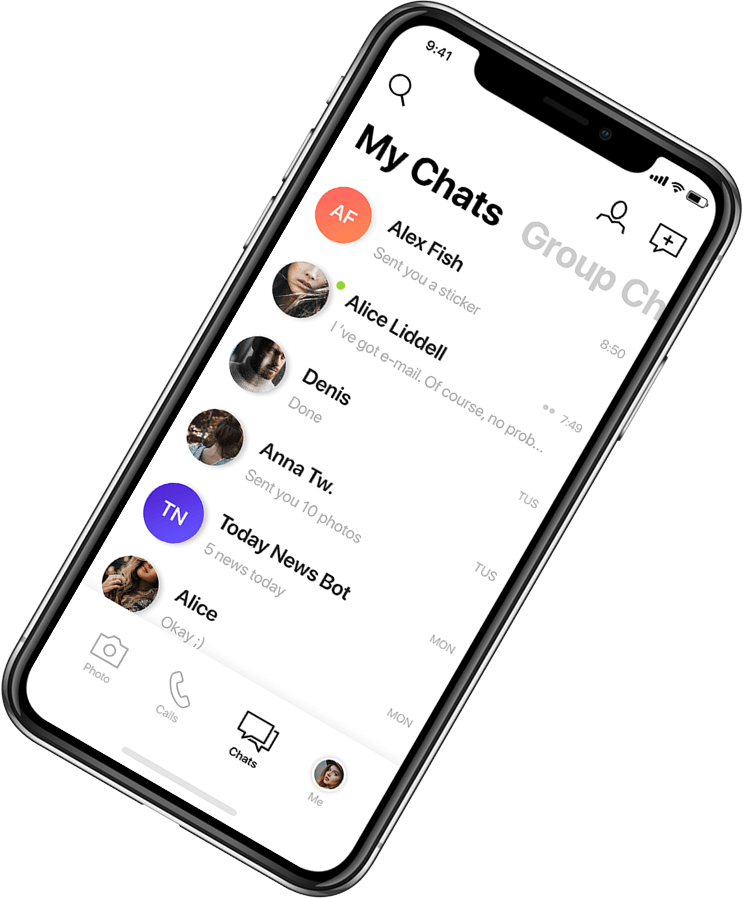 9:41
My Chats
Group Ch
AF
Alex Fish
8:50
Sent you a sticker
Alice Liddell
7:49
I 've got e-mail. Of course, no prob...
Denis
TUS
Done
Anna Tw.
TUS
Sent you 10 photos
TN
Today News Bot
MON
5 news today
Alice
MON
Okay ;)
Photo
Calls
Chats
Me